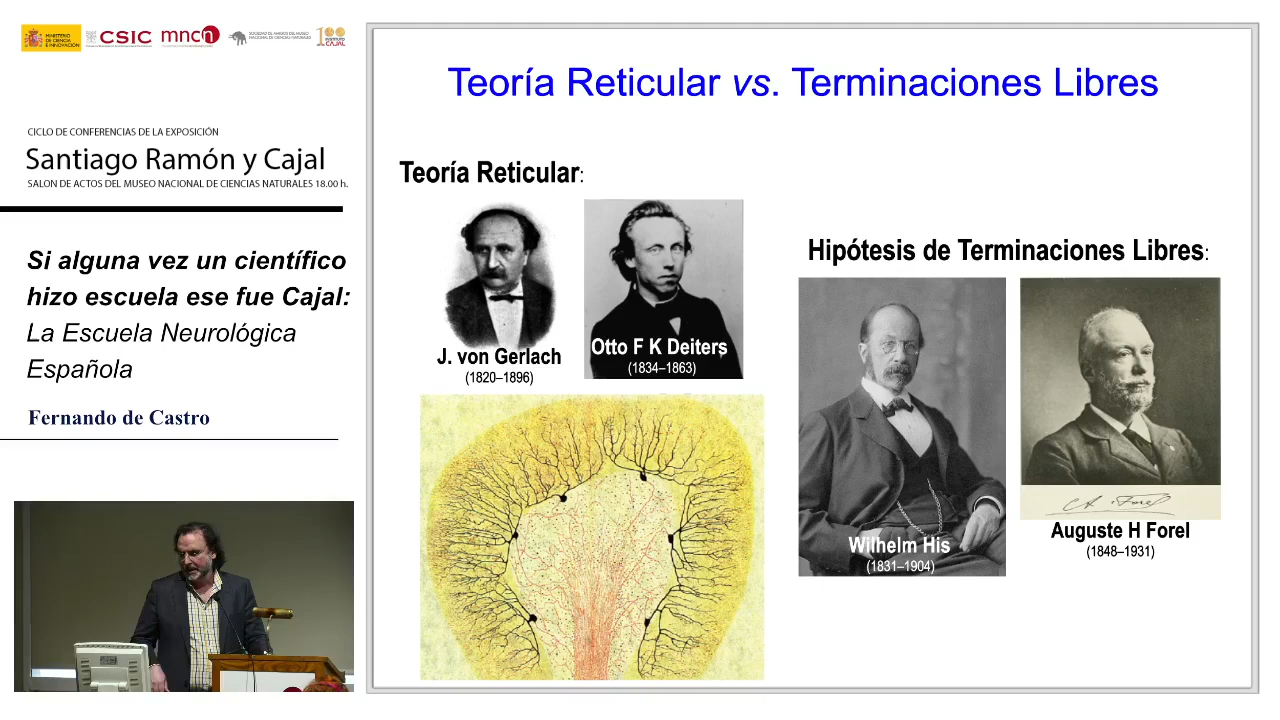 MINISTERIO
DE CIENCIA
E INNOVACIÓN
CSIC
mncn
SOCIEDAD DE AMIGOS DEL MUSEO
NACIONAL DE CIENCIAS NATURALES
100
INSTITUTO
CAJAL
CICLO DE CONFERENCIAS DE LA EXPOSICIÓN
Santiago Ramón y Cajal
SALON DE ACTOS DEL MUSEO NACIONAL DE CIENCIAS NATURALES 18.00 h.
Si alguna vez un científico
hizo escuela ese fue Cajal:
La Escuela Neurológica
Española
Fernando de Castro
Teoría Reticular vs. Terminaciones Libres
Teoría Reticular:
J. von Gerlach
(1820–1896)
Otto F K Deiters
(1834–1863)
Hipótesis de Terminaciones Libres:
Wilhelm His
(1831–1904)
A. Forel
Auguste H Forel
(1848–1931)